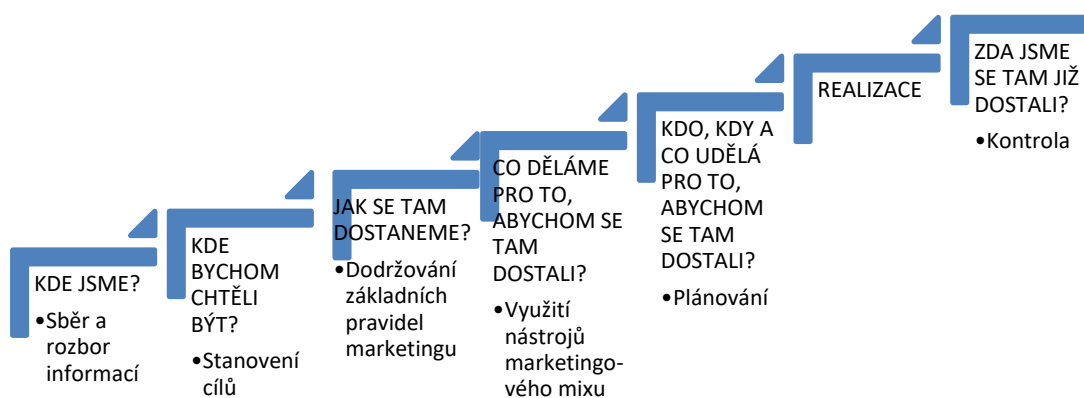 KDE JSME?
•Sběr a
rozbor
informací
KDE
BYCHOM
CHTĚLI
BÝT?
•Stanovení
cílů
JAK SE TAM
DOSTANEME?
•Dodržování
základních
pravidel
marketingu
CO DĚLÁME
PRO TO,
ABYCHOM SE
TAM
DOSTALI?
•Využití
nástrojů
marketingo-
vého mixu
KDO, KDY A
CO UDĚLÁ
PRO TO,
ABYCHOM
SE TAM
DOSTALI?
•Plánování
REALIZACE
ZDA JSME
SE TAM JIŽ
DOSTALI?
•Kontrola